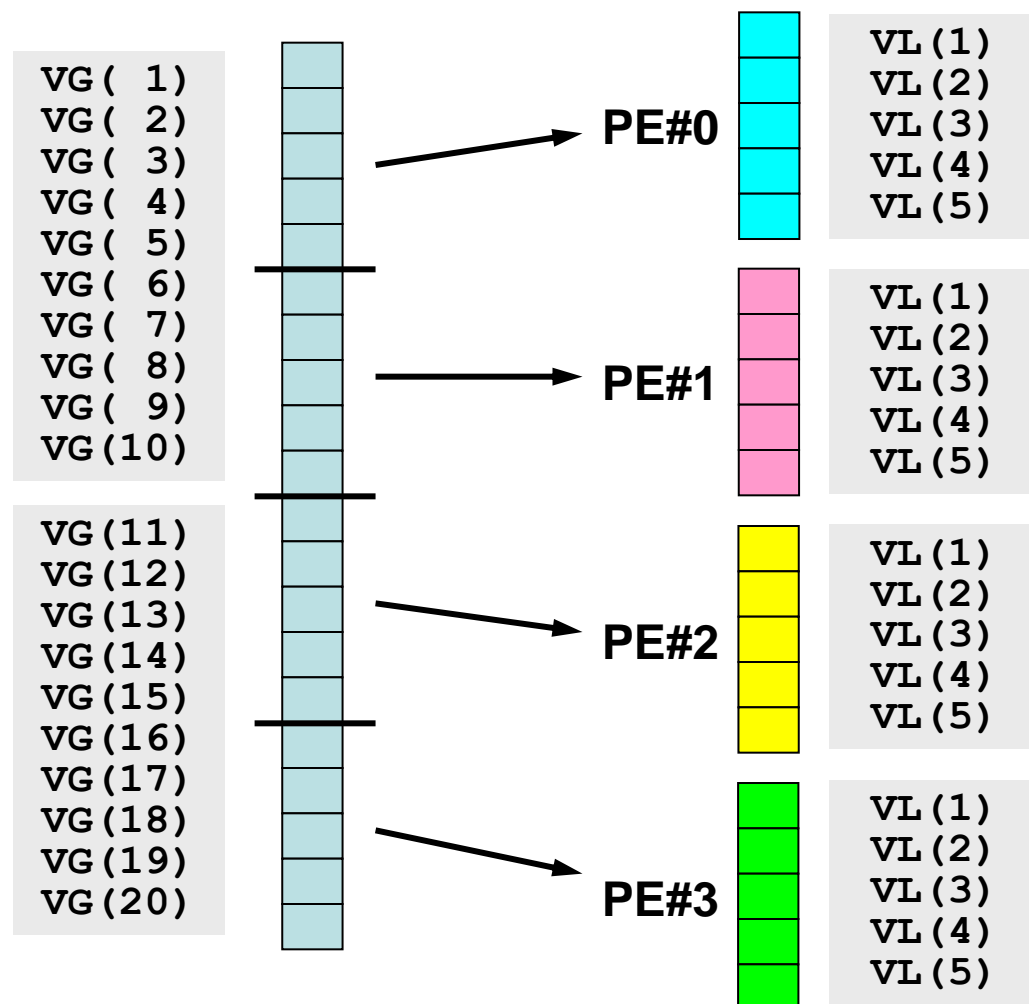 VG( 1)
VG( 2)
VG( 3)
VG( 4)
VG( 5)
VG( 6)
VG( 7)
VG( 8)
VG( 9)
VG(10)
VG(11)
VG(12)
VG(13)
VG(14)
VG(15)
VG(16)
VG(17)
VG(18)
VG(19)
VG(20)
PE#0
VL(1)
VL(2)
VL(3)
VL(4)
VL(5)
PE#1
VL(1)
VL(2)
VL(3)
VL(4)
VL(5)
PE#2
VL(1)
VL(2)
VL(3)
VL(4)
VL(5)
PE#3
VL(1)
VL(2)
VL(3)
VL(4)
VL(5)